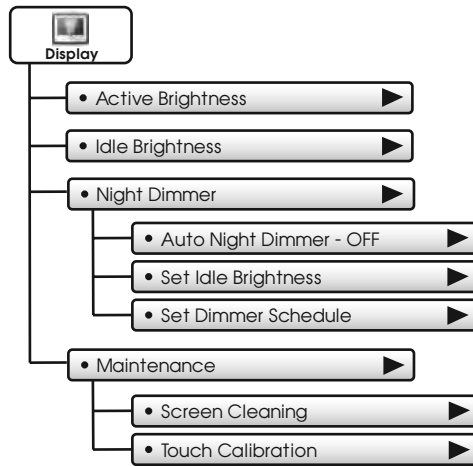 Display
• Active Brightness
• Idle Brightness
• Night Dimmer
• Auto Night Dimmer - OFF
• Set Idle Brightness
• Set Dimmer Schedule
• Maintenance
• Screen Cleaning
• Touch Calibration